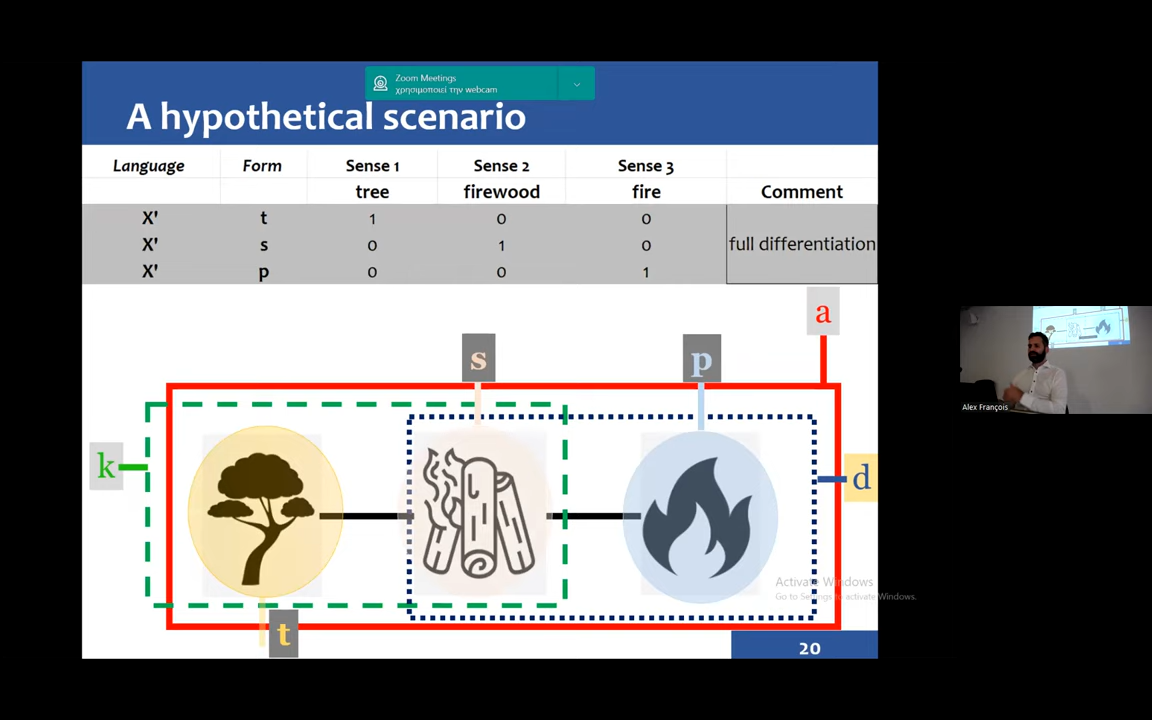 Zoom Meetings
χρησιμοποιεί την webcam
A hypothetical scenario
Language Form Sense 1 Sense 2 Sense 3
tree firewood fire Comment
X' t 1 0 0
X' s 0 1 0 full differentiation
X' p 0 0 1
a
s p
k d
t
Activate Windows
Go to Settings to activate Windows.
20
Alex François